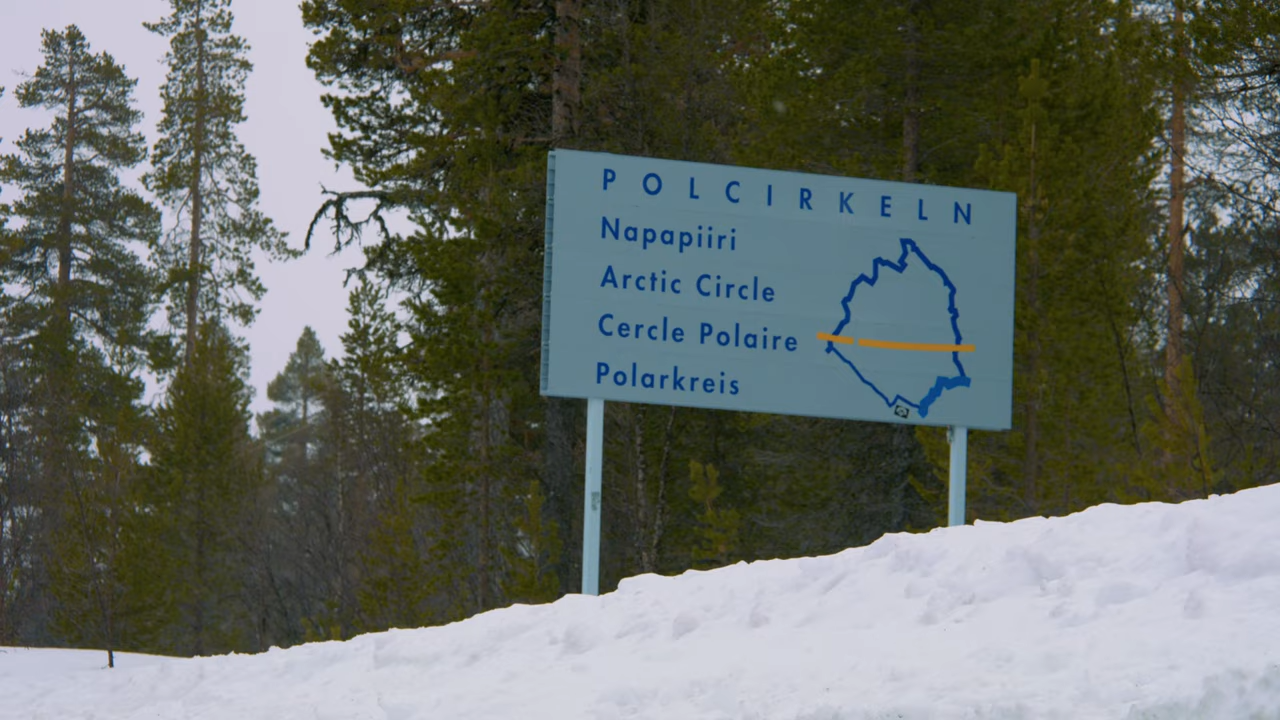 POLCIRKELN
Napapiiri
Arctic Circle
Cercle Polaire
Polarkreis